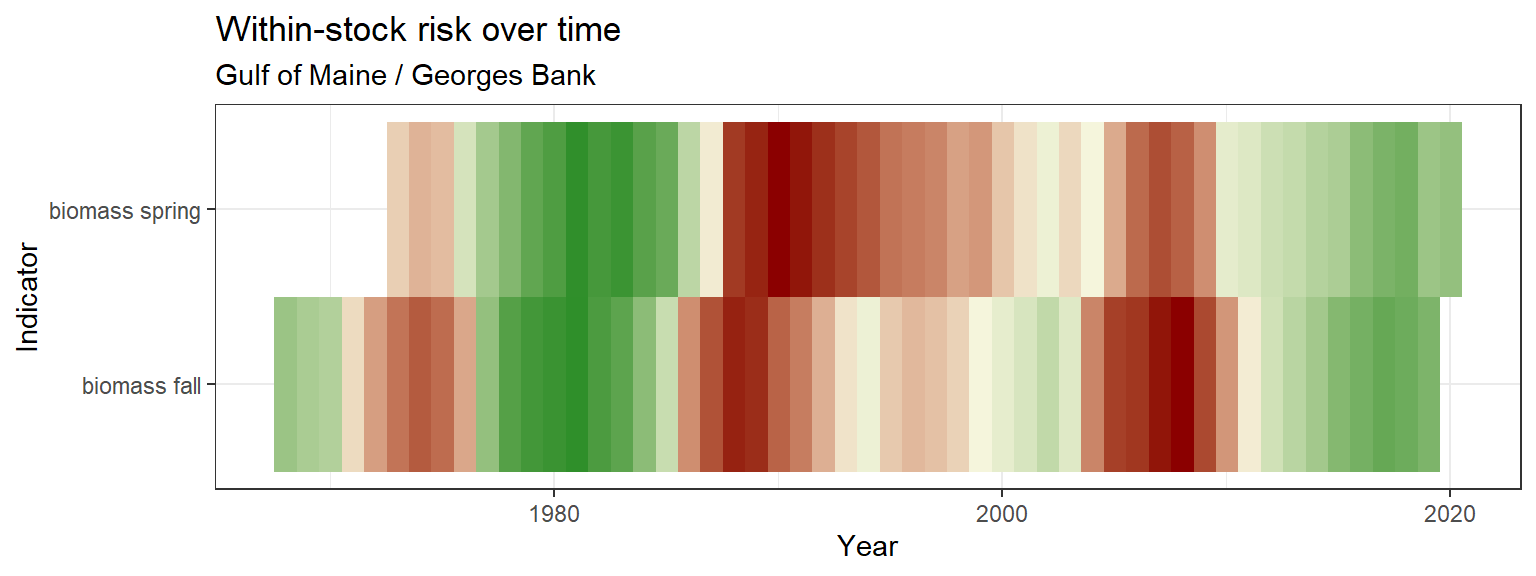 Within-stock risk over time
Gulf of Maine / Georges Bank
biomass spring
biomass fall
Indicator
1980
2000
2020
Year